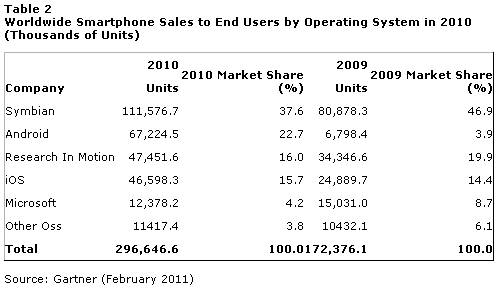 Table 2
Worldwide Smartphone Sales to End Users by Operating System in 2010
(Thousands of Units)
2010 2009
Company Units 2010 Market Share (%) Units 2009 Market Share (%)
Symbian 111,576.7 37.6 80,878.3 46.9
Android 67,224.5 22.7 6,798.4 3.9
Research In Motion 47,451.6 16.0 34,346.6 19.9
iOS 46,598.3 15.7 24,889.7 14.4
Microsoft 12,378.2 4.2 15,031.0 8.7
Other Oss 11417.4 3.8 10432.1 6.1
Total 296,646.6 100.0 172,376.1 100.0
Source: Gartner (February 2011)